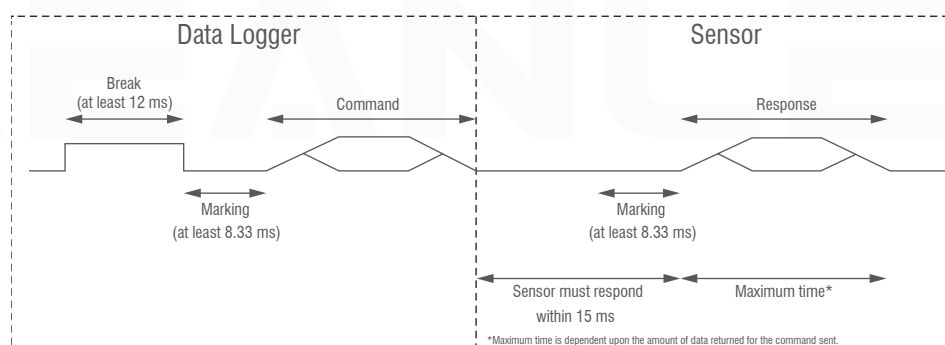 Data Logger
Sensor
Break
(at least 12 ms)
Command
Response
Marking
(at least 8.33 ms)
Marking
(at least 8.33 ms)
Sensor must respond
within 15 ms
Maximum time*
*Maximum time is dependent upon the amount of data returned for the command sent.